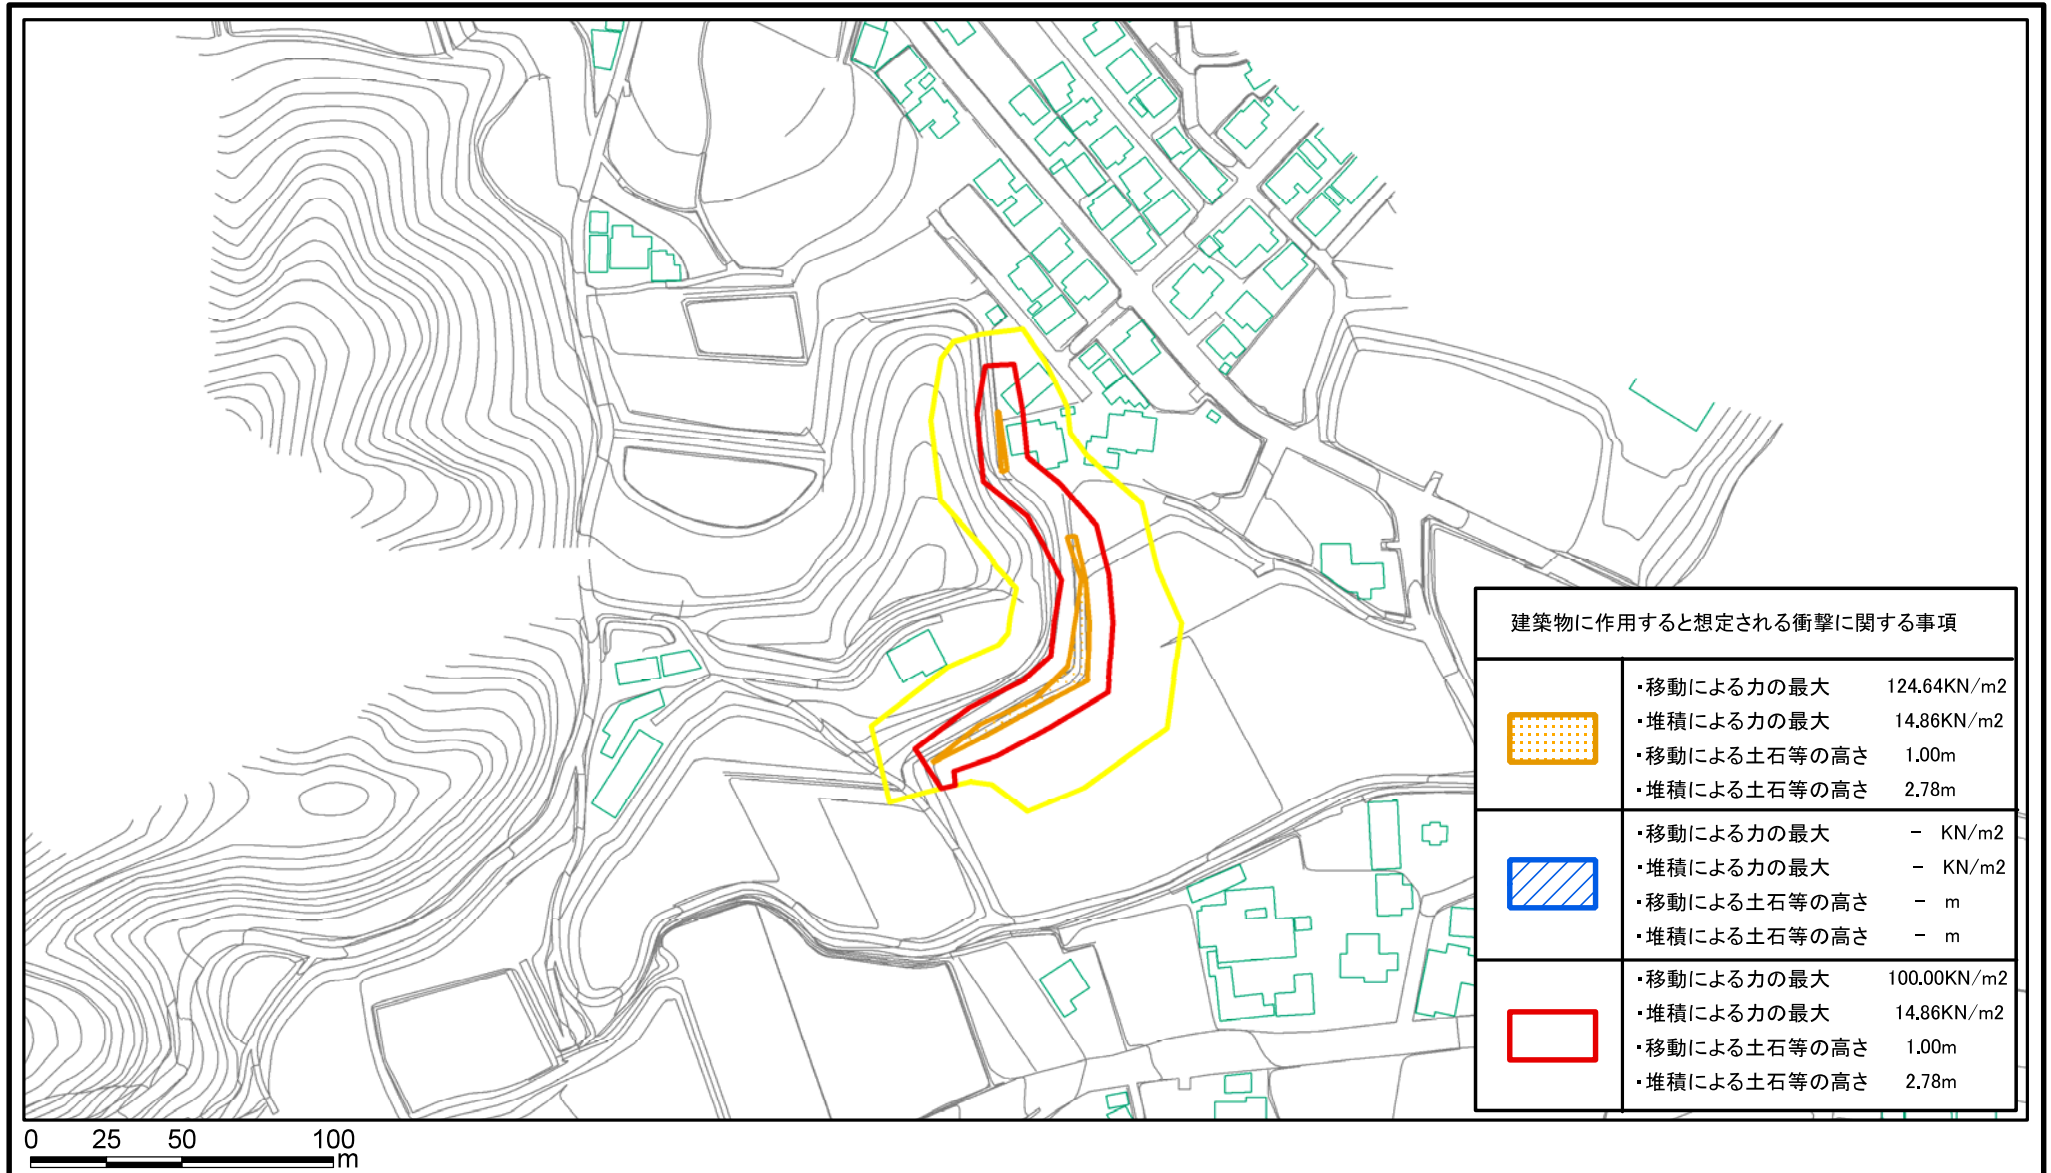 建築物に作用すると想定される衝撃に関する事項
・移動による力の最大 124.64KN/m2
・堆積による力の最大 14.86KN/m2
・移動による土石等の高さ 1.00m
・堆積による土石等の高さ 2.78m
・移動による力の最大 - KN/m2
・堆積による力の最大 - KN/m2
・移動による土石等の高さ - m
・堆積による土石等の高さ - m
・移動による力の最大 100.00KN/m2
・堆積による力の最大 14.86KN/m2
・移動による土石等の高さ 1.00m
・堆積による土石等の高さ 2.78m
0 25 50 100
m